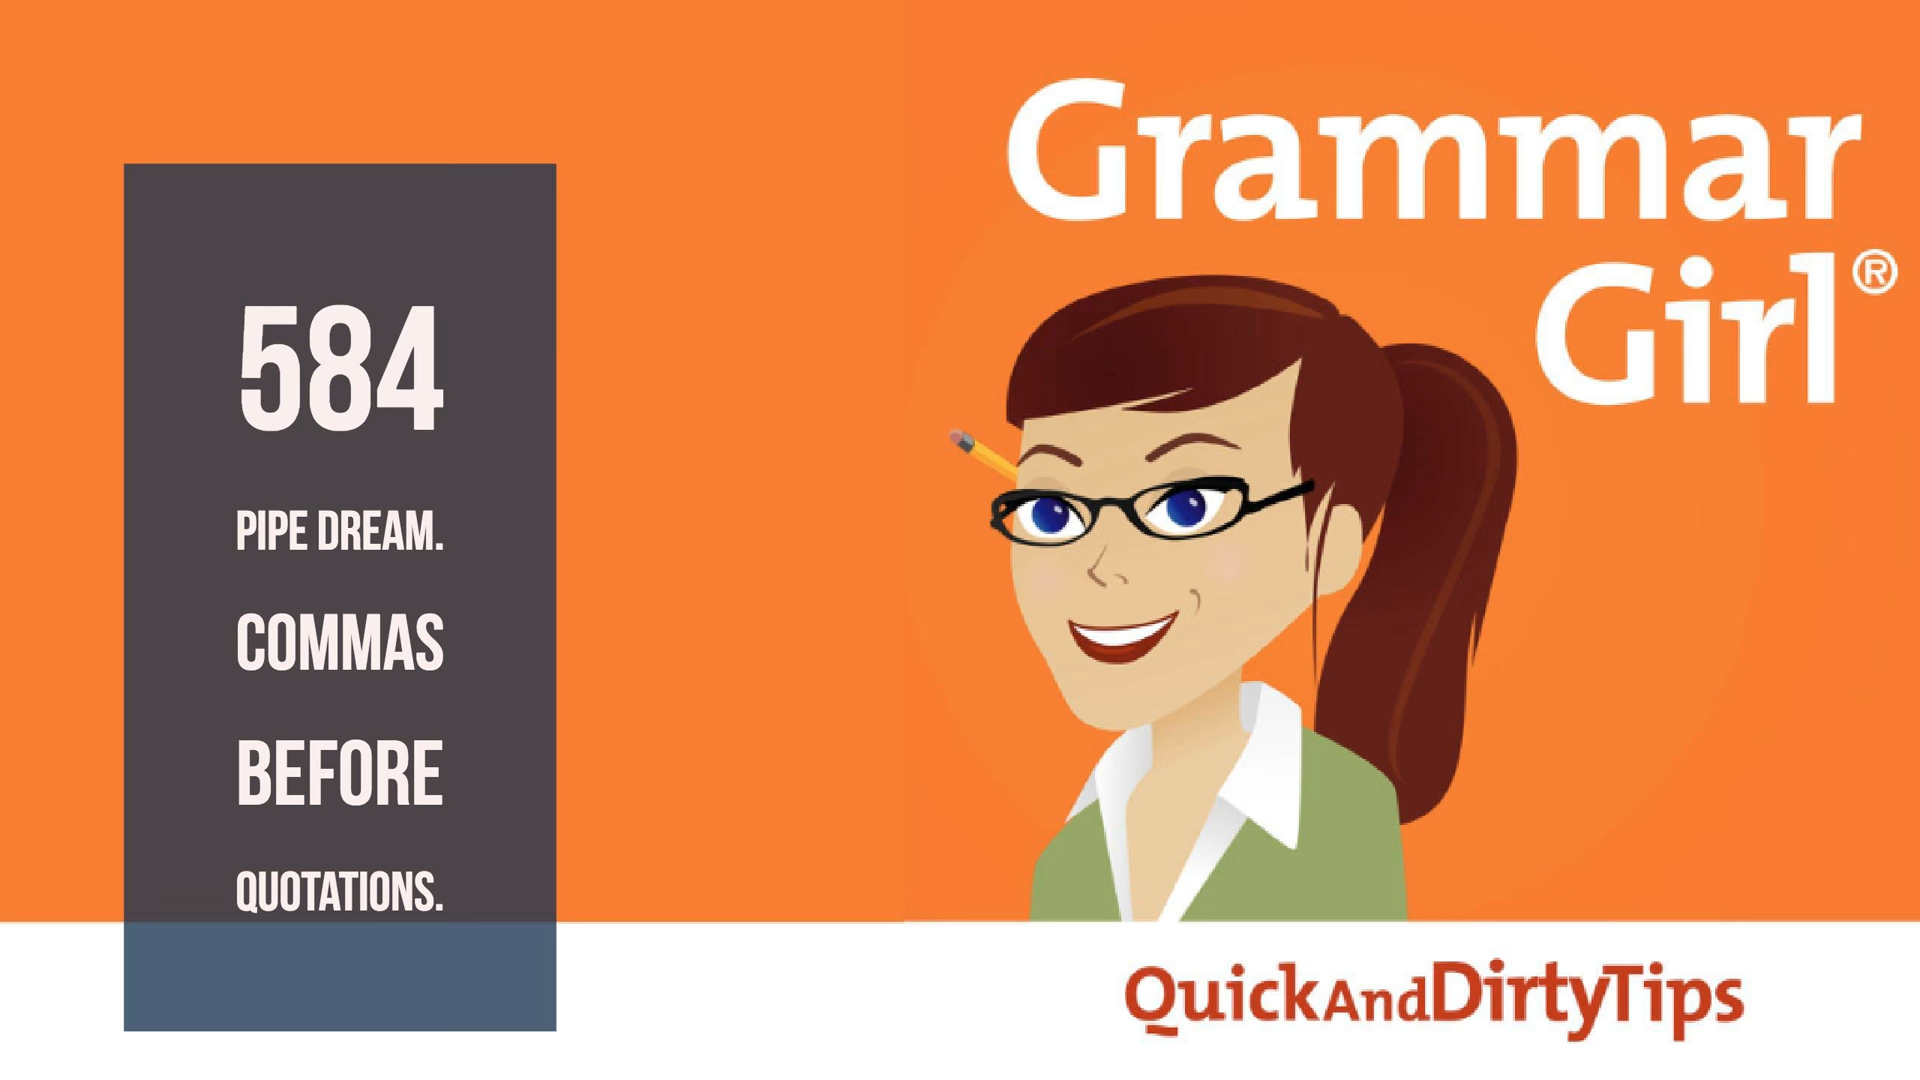 584
PIPE DREAM.
COMMAS
BEFORE
QUOTATIONS.
Grammar
Girl®
QuickAndDirtyTips